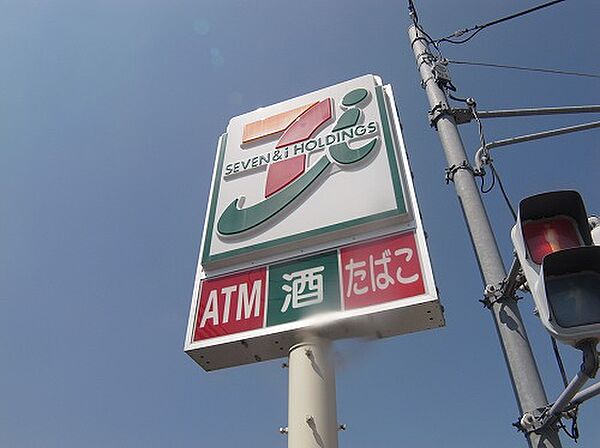 SEVEN & i HOLDINGS
ATM 酒 たばこ